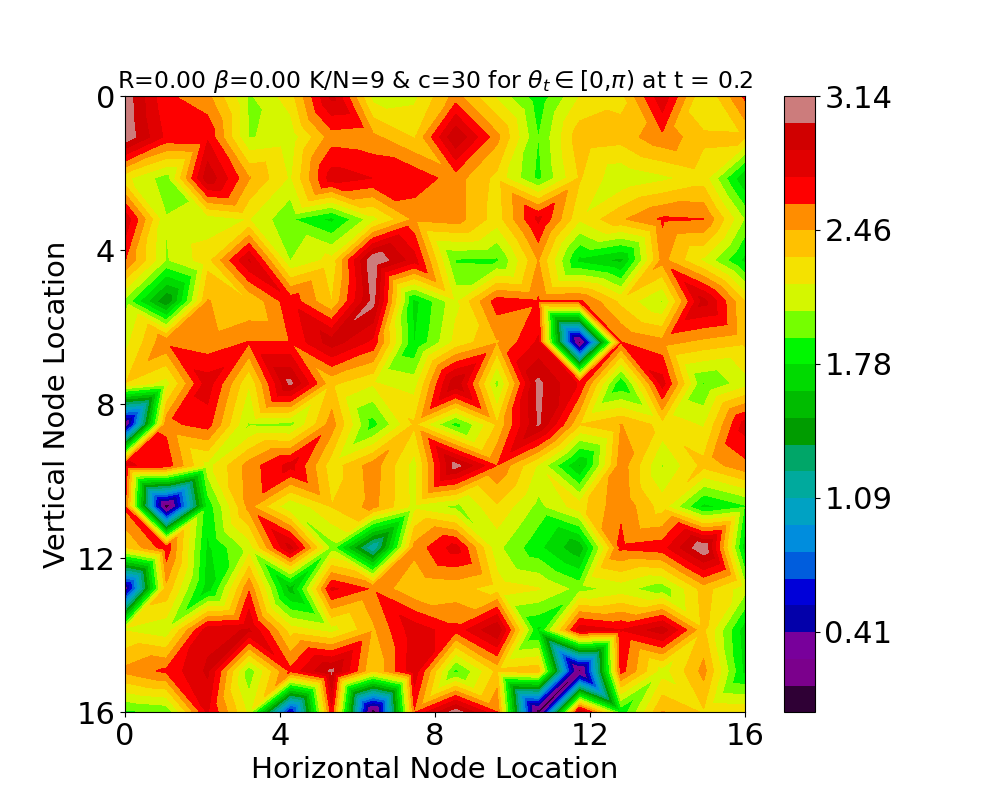 R=0.00 β=0.00 K/N=9 & c=30 for θₜ ∈ [0,π) at t = 0.2
0
4
8
12
16
Vertical Node Location
0 4 8 12 16
Horizontal Node Location
3.14
2.46
1.78
1.09
0.41